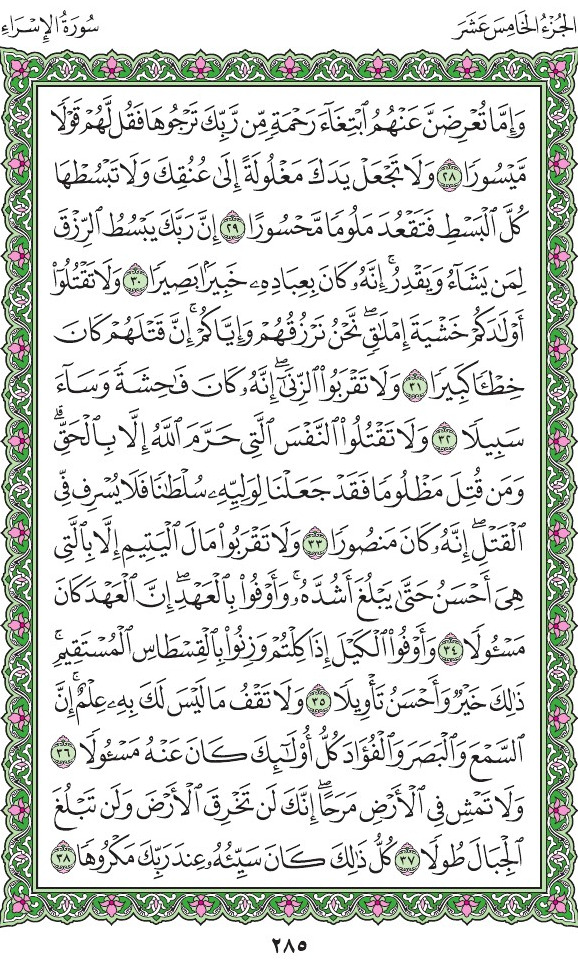 الجُزْءُ الخَامِسَ عَشَرَ
سُورَةُ الإِسْرَاءِ
وَإِمَّا تُعْرِضَنَّ عَنْهُمُ ٱبْتِغَآءَ رَحْمَةٍ مِّن رَّبِّكَ تَرْجُوهَا فَقُل لَّهُمْ قَوْلًا
مَّيْسُورًا ٢٨ وَلَا تَجْعَلْ يَدَكَ مَغْلُولَةً إِلَىٰ عُنُقِكَ وَلَا تَبْسُطْهَا
كُلَّ ٱلْبَسْطِ فَتَقْعُدَ مَلُومًا مَّحْسُورًا ٢٩ إِنَّ رَبَّكَ يَبْسُطُ ٱلرِّزْقَ
لِمَن يَشَآءُ وَيَقْدِرُ ۚ إِنَّهُۥ كَانَ بِعِبَادِهِۦ خَبِيرًۢا بَصِيرًا ٣٠ وَلَا تَقْتُلُوٓا۟
أَوْلَـٰدَكُمْ خَشْيَةَ إِمْلَـٰقٍ ۖ نَّحْنُ نَرْزُقُهُمْ وَإِيَّاكُمْ ۚ إِنَّ قَتْلَهُمْ كَانَ
خِطْـًٔا كَبِيرًا ٣١ وَلَا تَقْرَبُوا۟ ٱلزِّنَىٰٓ ۖ إِنَّهُۥ كَانَ فَـٰحِشَةً وَسَآءَ
سَبِيلًا ٣٢ وَلَا تَقْتُلُوا۟ ٱلنَّفْسَ ٱلَّتِى حَرَّمَ ٱللَّهُ إِلَّا بِٱلْحَقِّ ۗ
وَمَن قُتِلَ مَظْلُومًا فَقَدْ جَعَلْنَا لِوَلِيِّهِۦ سُلْطَـٰنًا فَلَا يُسْرِف فِّى
ٱلْقَتْلِ ۖ إِنَّهُۥ كَانَ مَنصُورًا ٣٣ وَلَا تَقْرَبُوا۟ مَالَ ٱلْيَتِيمِ إِلَّا بِٱلَّتِى
هِىَ أَحْسَنُ حَتَّىٰ يَبْلُغَ أَشُدَّهُۥ ۚ وَأَوْفُوا۟ بِٱلْعَهْدِ ۖ إِنَّ ٱلْعَهْدَ كَانَ
مَسْـُٔولًا ٣٤ وَأَوْفُوا۟ ٱلْكَيْلَ إِذَا كِلْتُمْ وَزِنُوا۟ بِٱلْقِسْطَاسِ ٱلْمُسْتَقِيمِ ۚ
ذَٰلِكَ خَيْرٌ وَأَحْسَنُ تَأْوِيلًا ٣٥ وَلَا تَقْفُ مَا لَيْسَ لَكَ بِهِۦ عِلْمٌ ۚ إِنَّ
ٱلسَّمْعَ وَٱلْبَصَرَ وَٱلْفُؤَادَ كُلُّ أُو۟لَـٰٓئِكَ كَانَ عَنْهُ مَسْـُٔولًا ٣٦
وَلَا تَمْشِ فِى ٱلْأَرْضِ مَرَحًا ۖ إِنَّكَ لَن تَخْرِقَ ٱلْأَرْضَ وَلَن تَبْلُغَ
ٱلْجِبَالَ طُولًا ٣٧ كُلُّ ذَٰلِكَ كَانَ سَيِّئُهُۥ عِندَ رَبِّكَ مَكْرُوهًا ٣٨
٢٨٥